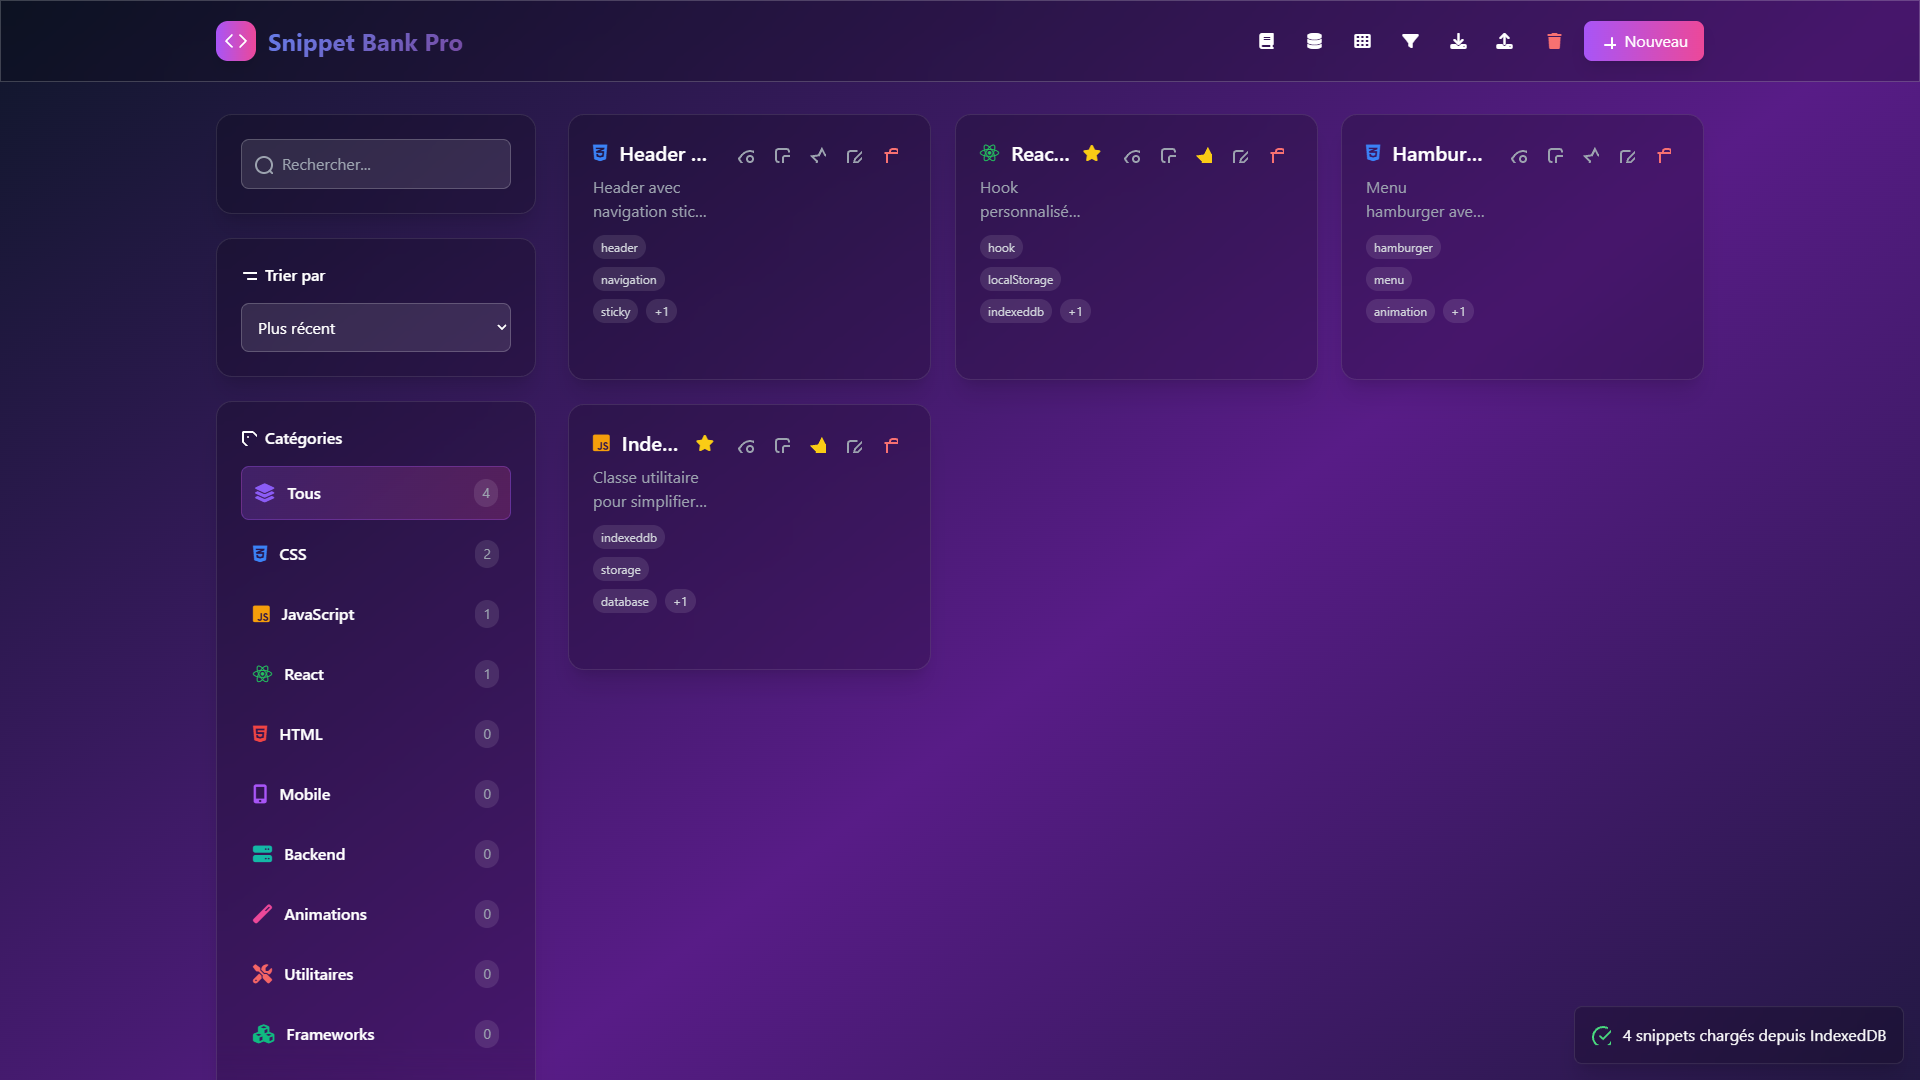 Snippet Bank Pro
Nouveau
Rechercher...
Trier par
Plus récent
Catégories
Tous 4
CSS 2
JavaScript 1
React 1
HTML 0
Mobile 0
Backend 0
Animations 0
Utilitaires 0
Frameworks 0
Header ...
Header avec
navigation stic...
header
navigation
sticky +1
Reac...
Hook
personnalisé...
hook
localStorage
indexeddb +1
Hambur...
Menu
hamburger ave...
hamburger
menu
animation +1
JS Inde...
Classe utilitaire
pour simplifier...
indexeddb
storage
database +1
4 snippets chargés depuis IndexedDB